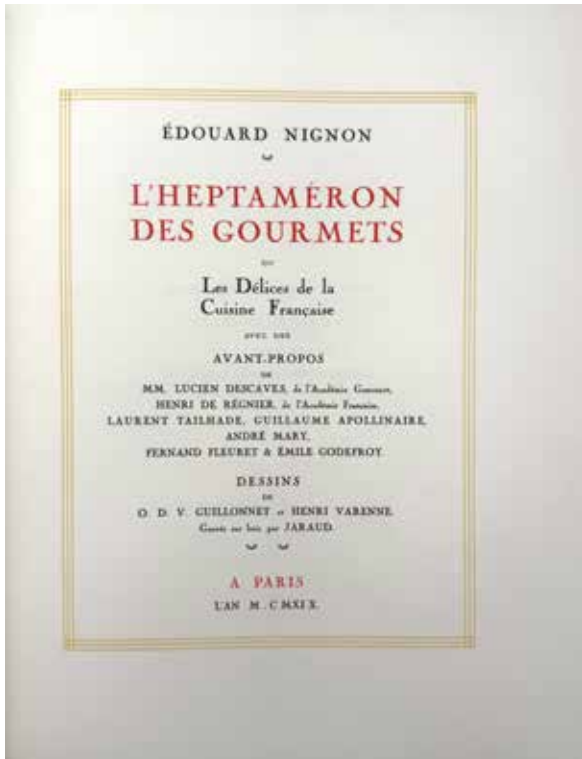 ÉDOUARD NIGNON
L'HEPTAMÉRON
DES GOURMETS
OU
Les Délices de la
Cuisine Française
AVEC DES
AVANT-PROPOS
DE
MM. LUCIEN DESCAVES, de l'Académie Goncourt,
HENRI DE RÉGNIER, de l'Académie Française,
LAURENT TAILHADE, GUILLAUME APOLLINAIRE,
ANDRÉ MARY,
FERNAND FLEURET & ÉMILE GODEFROY.
DESSINS
DE
O. D. V. GUILLONNET et HENRI VARENNE.
Gravés sur bois par JARAUD.
A PARIS
L'AN M.CMXIX.